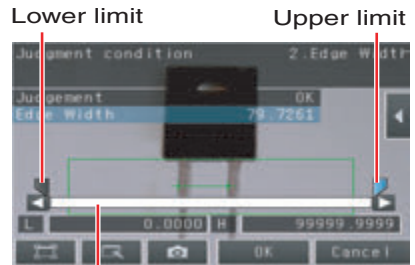 Lower limit Upper limit
Judgment condition 2.Edge Width
Judgement OK
Edge Width 79.7261
L 0.0000 H 99999.9999
OK Cancel